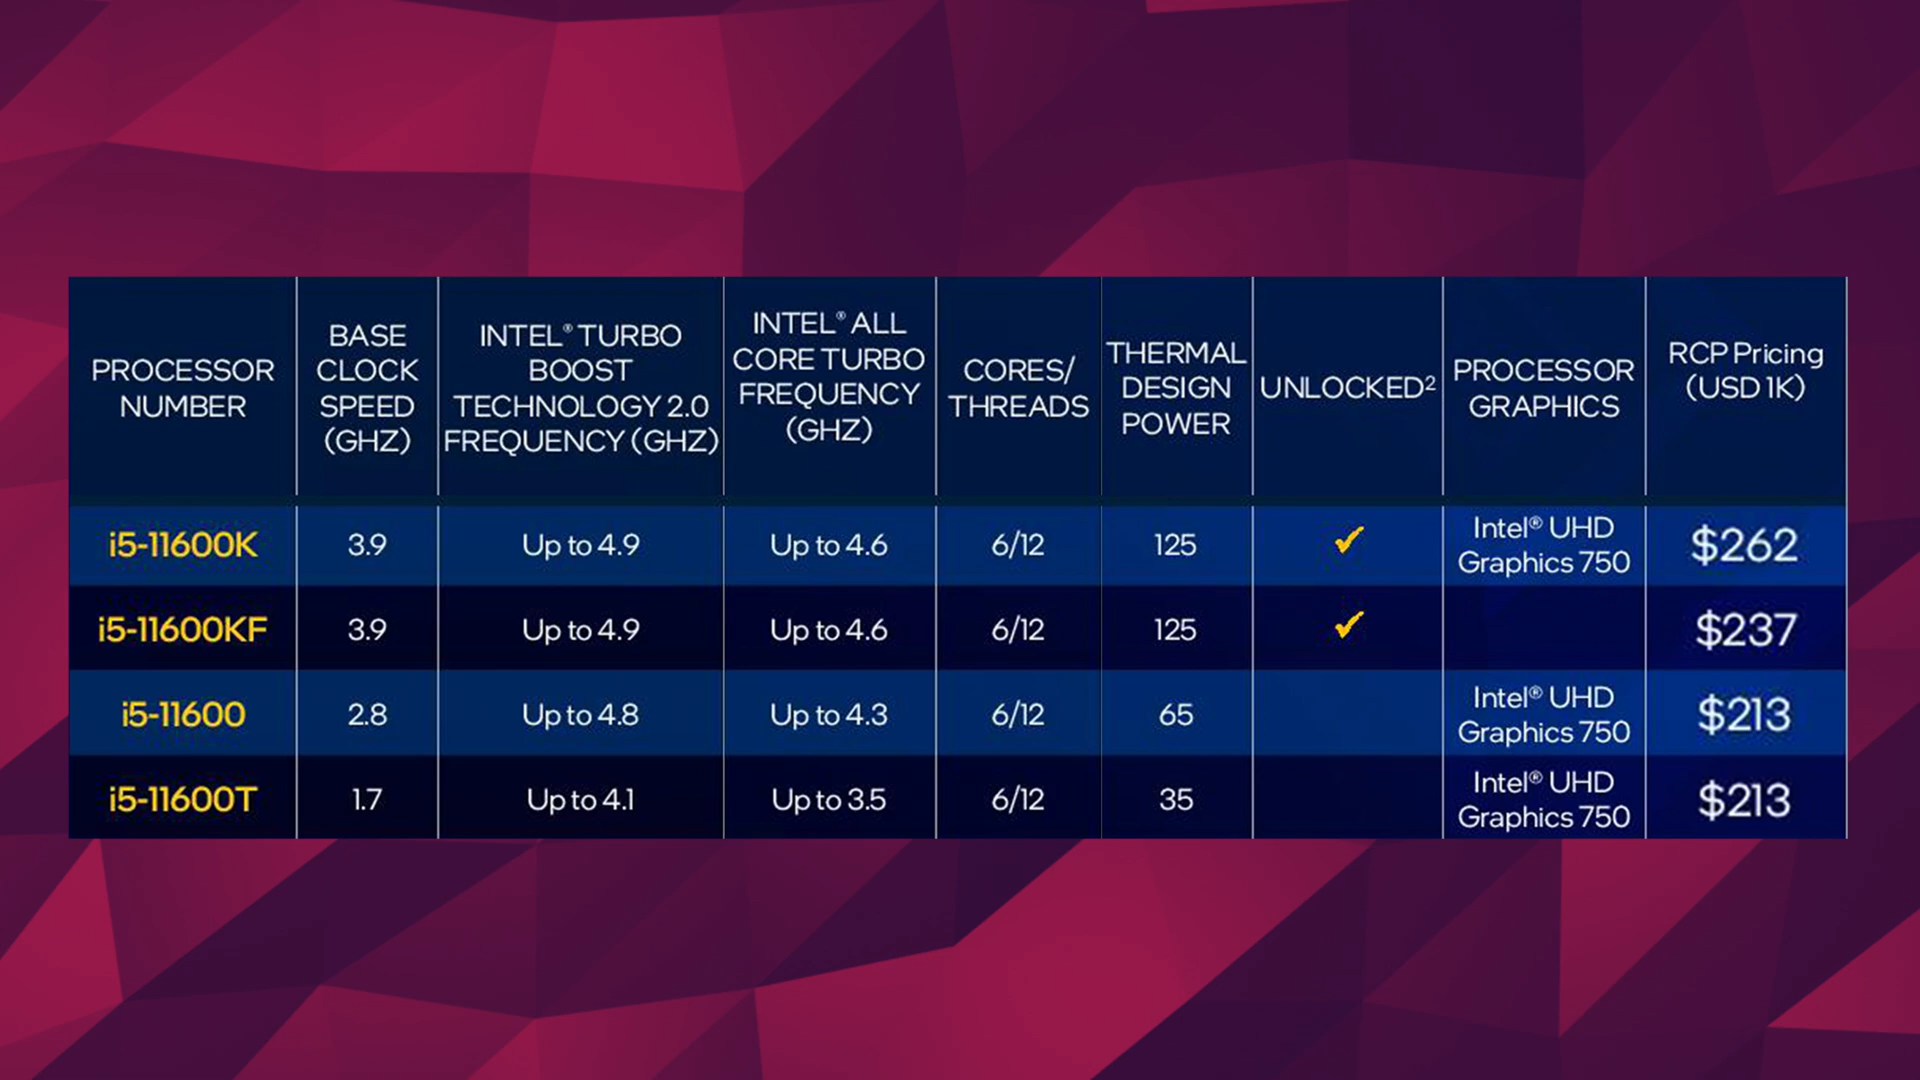 PROCESSOR NUMBER
BASE CLOCK SPEED (GHZ)
INTEL® TURBO BOOST TECHNOLOGY 2.0 FREQUENCY (GHZ)
INTEL® ALL CORE TURBO FREQUENCY (GHZ)
CORES/ THREADS
THERMAL DESIGN POWER
UNLOCKED²
PROCESSOR GRAPHICS
RCP Pricing (USD 1K)
i5-11600K 3.9 Up to 4.9 Up to 4.6 6/12 125 ✓ Intel® UHD Graphics 750 $262
i5-11600KF 3.9 Up to 4.9 Up to 4.6 6/12 125 ✓ $237
i5-11600 2.8 Up to 4.8 Up to 4.3 6/12 65 Intel® UHD Graphics 750 $213
i5-11600T 1.7 Up to 4.1 Up to 3.5 6/12 35 Intel® UHD Graphics 750 $213